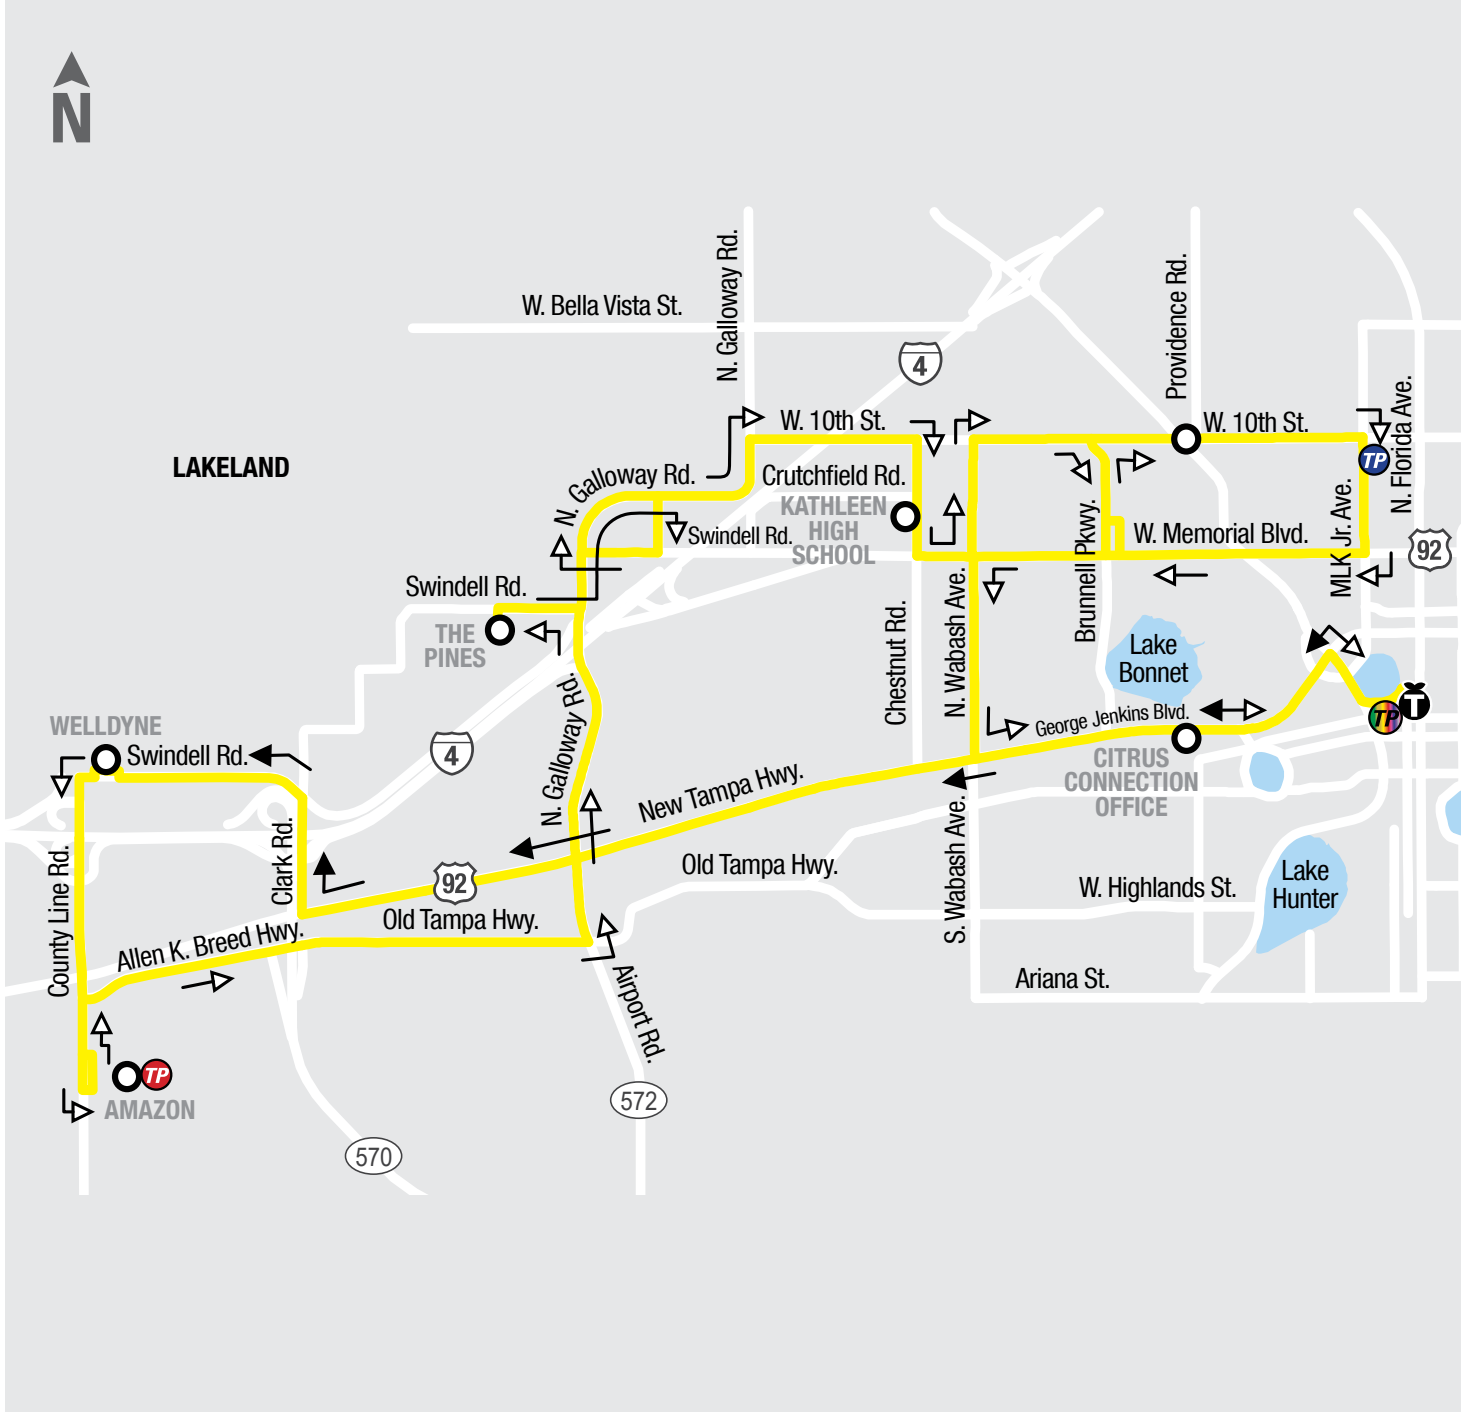 N
N. Galloway Rd.
Providence Rd.
W. Bella Vista St.
4
N. Florida Ave.
W. 10th St.
W. 10th St.
LAKELAND
TP
N. Galloway Rd.
Crutchfield Rd.
KATHLEEN
HIGH
SCHOOL
Swindell Rd.
W. Memorial Blvd.
MLK Jr. Ave.
92
Brunnell Pkwy.
Swindell Rd.
THE
PINES
Chestnut Rd.
N. Wabash Ave.
Lake
Bonnet
T
TP
George Jenkins Blvd.
WELLDYNE
Swindell Rd.
4
N. Galloway Rd.
New Tampa Hwy.
CITRUS
CONNECTION
OFFICE
County Line Rd.
Clark Rd.
92
Old Tampa Hwy.
S. Wabash Ave.
W. Highlands St.
Lake
Hunter
Old Tampa Hwy.
Allen K. Breed Hwy.
Airport Rd.
Ariana St.
TP
AMAZON
572
570